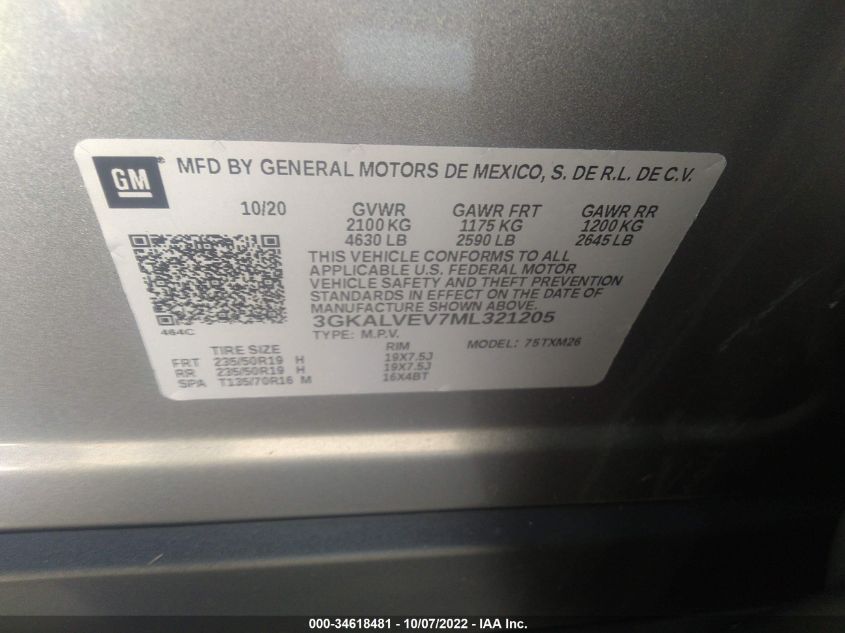 GM ® MFD BY GENERAL MOTORS DE MEXICO, S. DE R.L. DE C.V.
10/20 GVWR GAWR FRT GAWR RR
2100 KG 1175 KG 1200 KG
4630 LB 2590 LB 2645 LB
THIS VEHICLE CONFORMS TO ALL
APPLICABLE U.S. FEDERAL MOTOR
VEHICLE SAFETY AND THEFT PREVENTION
STANDARDS IN EFFECT ON THE DATE OF
MANUFACTURE SHOWN ABOVE.
3GKALVEV7ML321205
464C
TYPE: M.P.V. MODEL: 75TXM26
TIRE SIZE RIM
FRT 235/50R19 H 19X7.5J
RR 235/50R19 H 19X7.5J
SPA T135/70R16 M 16X4BT
000-34618481 - 10/07/2022 - IAA Inc.